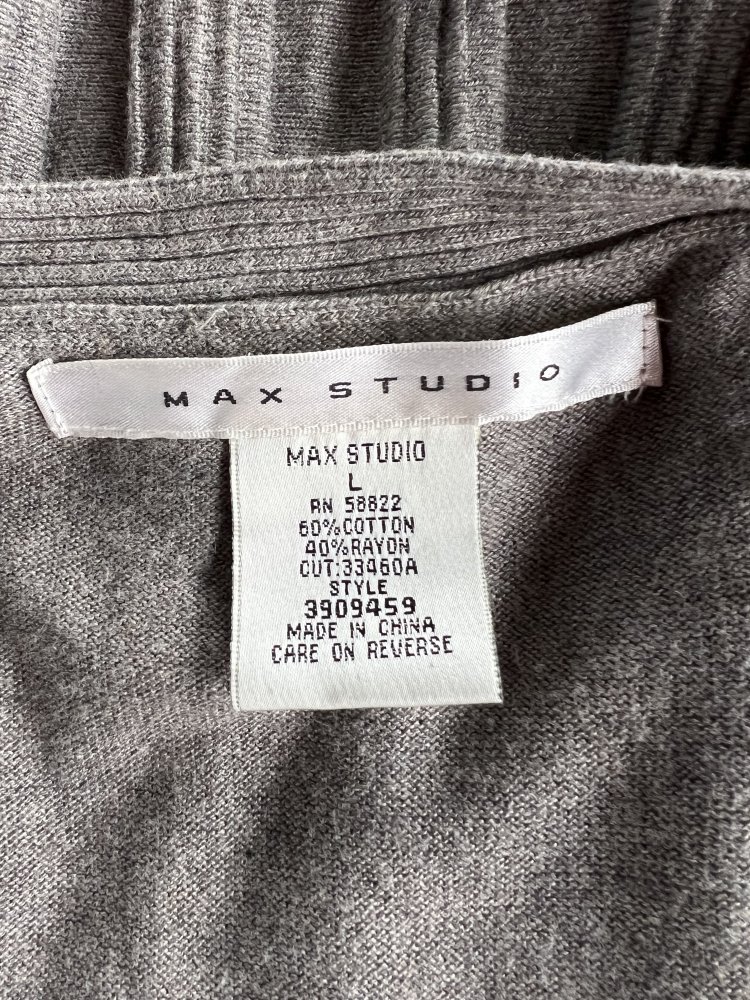 MAX STUDIO
MAX STUDIO
L
RN 58822
60%COTTON
40%RAYON
CUT:33460A
STYLE
3909459
MADE IN CHINA
CARE ON REVERSE